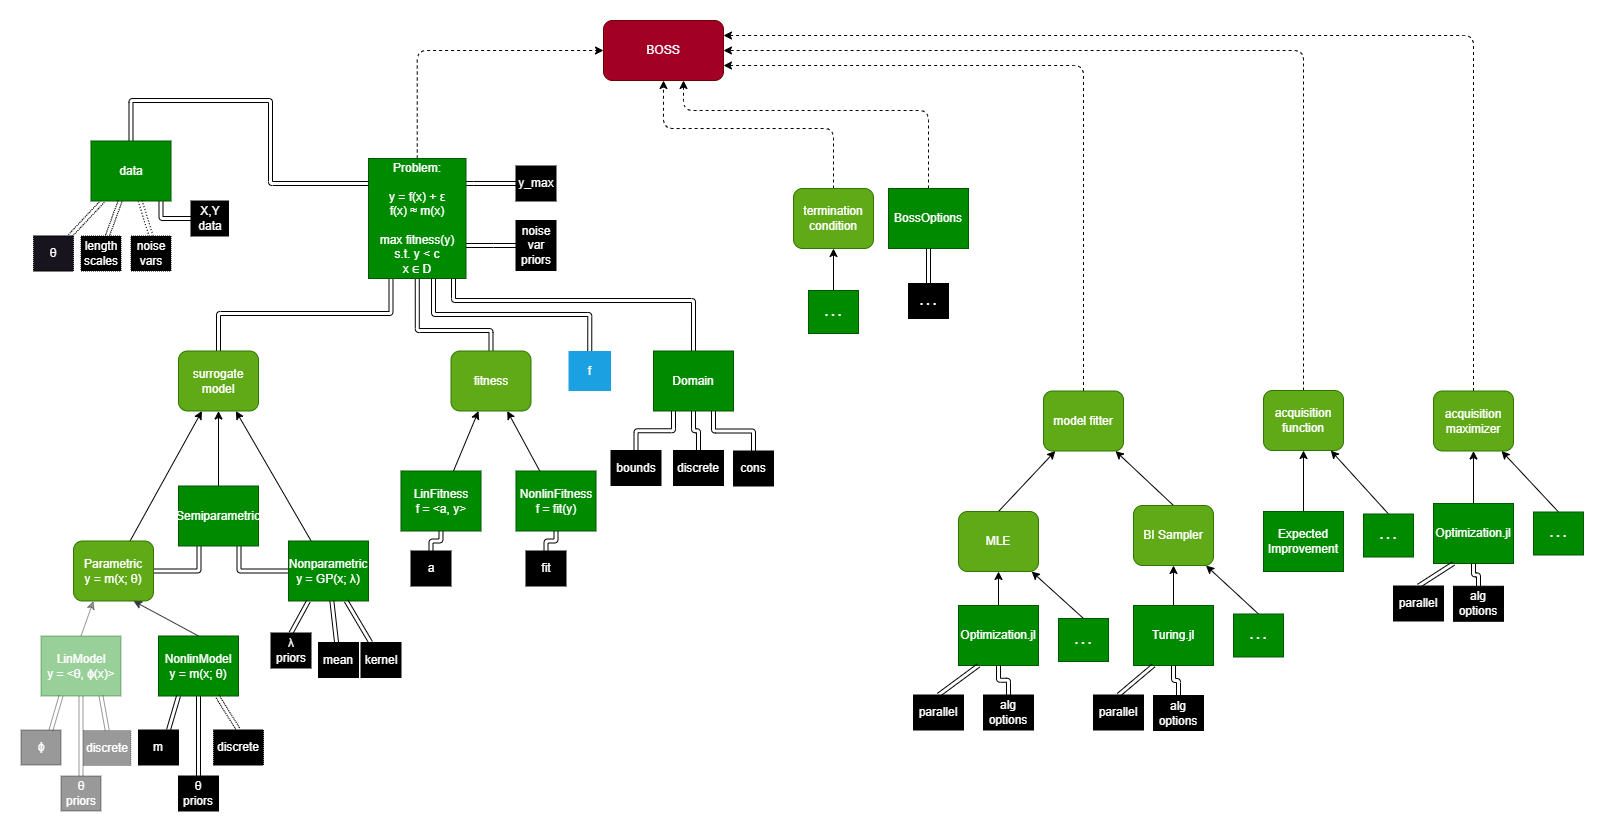 BOSS
data
X,Y
data
θ
length
scales
noise
vars
Problem:
y = f(x) + ε
f(x) ≈ m(x)
max fitness(y)
s.t. y < c
x ∈ D
y_max
noise
var
priors
termination
condition
...
BossOptions
...
surrogate
model
fitness
f
Domain
bounds
discrete
cons
LinFitness
f = <a, y>
a
NonlinFitness
f = fit(y)
fit
Semiparametric
Parametric
y = m(x; θ)
Nonparametric
y = GP(x; λ)
λ
priors
mean
kernel
LinModel
y = <θ, ϕ(x)>
ϕ
θ
priors
discrete
NonlinModel
y = m(x; θ)
m
θ
priors
discrete
model fitter
MLE
Optimization.jl
parallel
alg
options
...
BI Sampler
Turing.jl
parallel
alg
options
...
acquisition
function
Expected
Improvement
...
acquisition
maximizer
Optimization.jl
parallel
alg
options
...